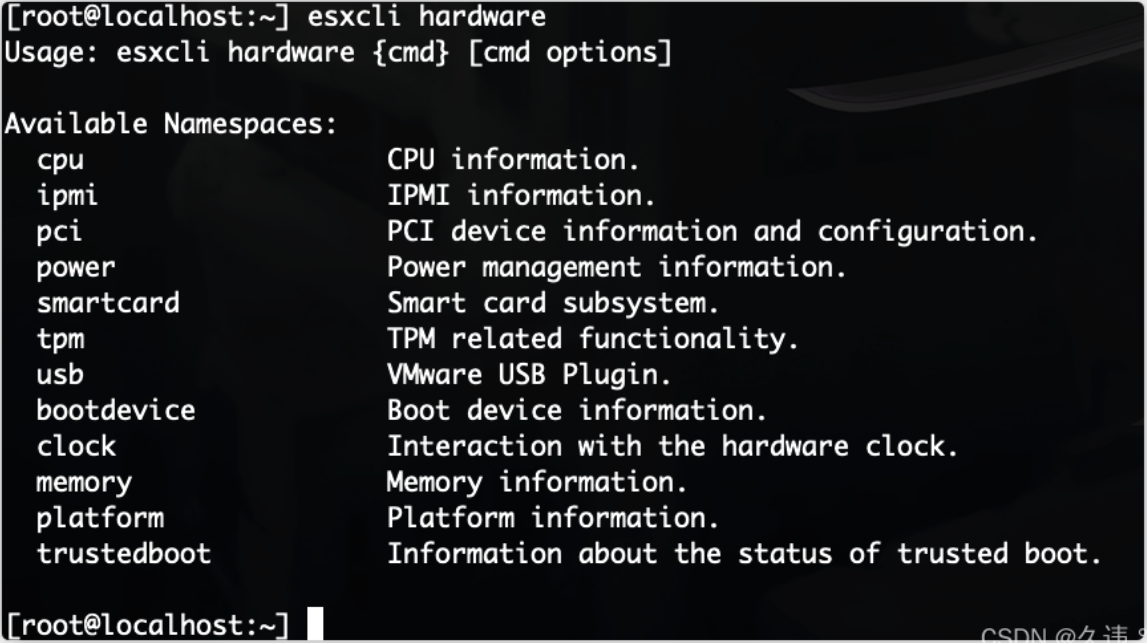 [root@localhost:~] esxcli hardware
Usage: esxcli hardware {cmd} [cmd options]
Available Namespaces:
cpu CPU information.
ipmi IPMI information.
pci PCI device information and configuration.
power Power management information.
smartcard Smart card subsystem.
tpm TPM related functionality.
usb VMware USB Plugin.
bootdevice Boot device information.
clock Interaction with the hardware clock.
memory Memory information.
platform Platform information.
trustedboot Information about the status of trusted boot.
[root@localhost:~]
CSDN @久违